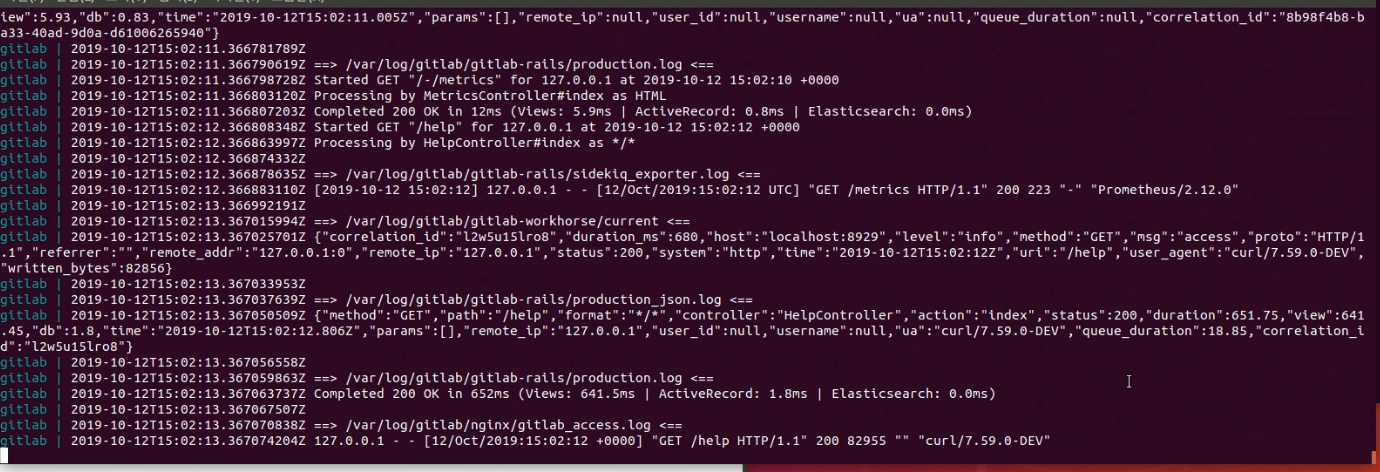 iew":5.93,"db":0.83,"time":"2019-10-12T15:02:11.005Z","params":[],"remote_ip":null,"user_id":null,"username":null,"ua":null,"queue_duration":null,"correlation_id":"8b98f4b8-b
a33-40ad-9d0a-d61006265940"}
gitlab | 2019-10-12T15:02:11.366781789Z
gitlab | 2019-10-12T15:02:11.366790619Z ==> /var/log/gitlab/gitlab-rails/production.log <==
gitlab | 2019-10-12T15:02:11.366798728Z Started GET "/-/metrics" for 127.0.0.1 at 2019-10-12 15:02:10 +0000
gitlab | 2019-10-12T15:02:11.366803120Z Processing by MetricsController#index as HTML
gitlab | 2019-10-12T15:02:11.366807203Z Completed 200 OK in 12ms (Views: 5.9ms | ActiveRecord: 0.8ms | Elasticsearch: 0.0ms)
gitlab | 2019-10-12T15:02:12.366808348Z Started GET "/help" for 127.0.0.1 at 2019-10-12 15:02:12 +0000
gitlab | 2019-10-12T15:02:12.366863997Z Processing by HelpController#index as */*
gitlab | 2019-10-12T15:02:12.366874332Z
gitlab | 2019-10-12T15:02:12.366878635Z ==> /var/log/gitlab/gitlab-rails/sidekiq_exporter.log <==
gitlab | 2019-10-12T15:02:12.366883110Z [2019-10-12 15:02:12] 127.0.0.1 - - [12/Oct/2019:15:02:12 UTC] "GET /metrics HTTP/1.1" 200 223 "-" "Prometheus/2.12.0"
gitlab | 2019-10-12T15:02:13.366992191Z
gitlab | 2019-10-12T15:02:13.367015994Z ==> /var/log/gitlab/gitlab-workhorse/current <==
gitlab | 2019-10-12T15:02:13.367025701Z {"correlation_id":"l2w5u15lro8","duration_ms":680,"host":"localhost:8929","level":"info","method":"GET","msg":"access","proto":"HTTP/1
.1","referrer":"","remote_addr":"127.0.0.1:0","remote_ip":"127.0.0.1","status":200,"system":"http","time":"2019-10-12T15:02:12Z","uri":"/help","user_agent":"curl/7.59.0-DEV",
"written_bytes":82856}
gitlab | 2019-10-12T15:02:13.367033953Z
gitlab | 2019-10-12T15:02:13.367037639Z ==> /var/log/gitlab/gitlab-rails/production_json.log <==
gitlab | 2019-10-12T15:02:13.367050509Z {"method":"GET","path":"/help","format":"*/*","controller":"HelpController","action":"index","status":200,"duration":651.75,"view":641
.45,"db":1.8,"time":"2019-10-12T15:02:12.806Z","params":[],"remote_ip":"127.0.0.1","user_id":null,"username":null,"ua":"curl/7.59.0-DEV","queue_duration":18.85,"correlation_i
d":"l2w5u15lro8"}
gitlab | 2019-10-12T15:02:13.367056558Z
gitlab | 2019-10-12T15:02:13.367059863Z ==> /var/log/gitlab/gitlab-rails/production.log <==
gitlab | 2019-10-12T15:02:13.367063737Z Completed 200 OK in 652ms (Views: 641.5ms | ActiveRecord: 1.8ms | Elasticsearch: 0.0ms)
gitlab | 2019-10-12T15:02:13.367067507Z
gitlab | 2019-10-12T15:02:13.367070838Z ==> /var/log/gitlab/nginx/gitlab_access.log <==
gitlab | 2019-10-12T15:02:13.367074204Z 127.0.0.1 - - [12/Oct/2019:15:02:12 +0000] "GET /help HTTP/1.1" 200 82955 "" "curl/7.59.0-DEV"